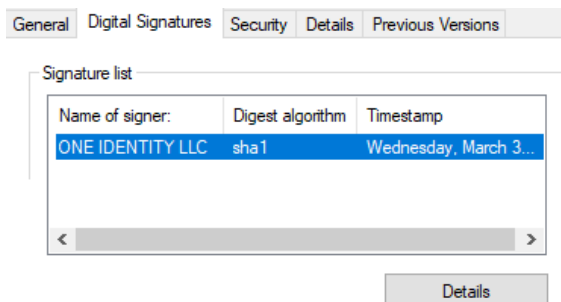 General Digital Signatures Security Details Previous Versions
Signature list
Name of signer: Digest algorithm Timestamp
ONE IDENTITY LLC sha1 Wednesday, March 3...
Details